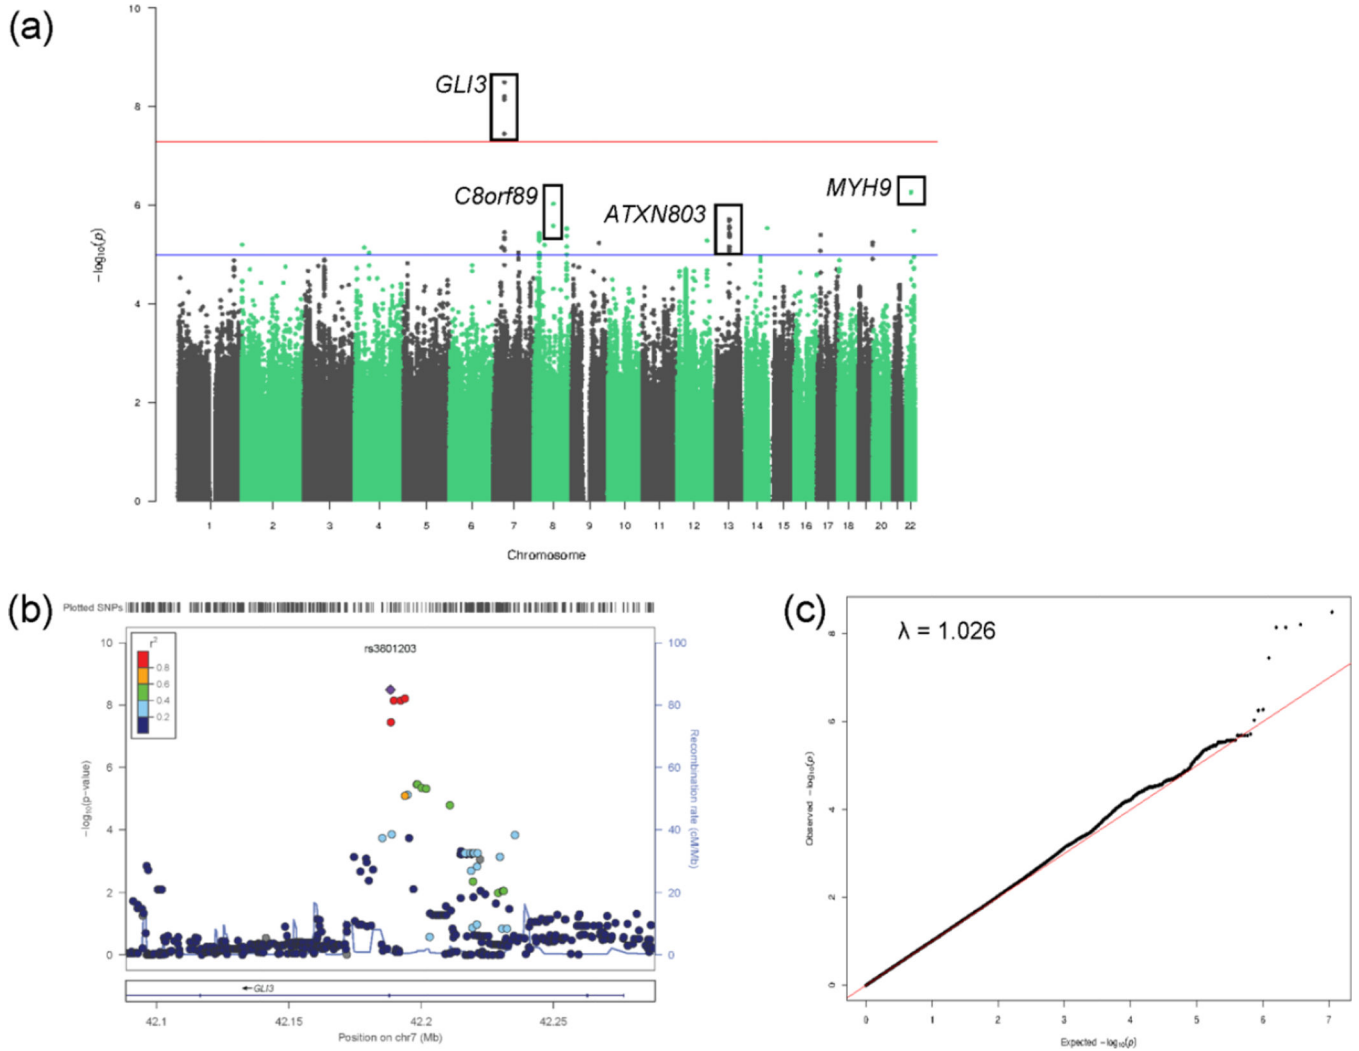 (a)
10
8
6
4
2
0
-log10(p)
GLI3
C8orf89
ATXN803
MYH9
1 2 3 4 5 6 7 8 9 10 11 12 13 14 15 16 17 18 20 22
Chromosome
(b)
Plotted SNPs
r2
0.8
0.6
0.4
0.2
rs3801203
10
8
6
4
2
0
-log10(p-value)
100
80
60
40
20
0
Recombination rate (cM/Mb)
←GLI3
42.1 42.15 42.2 42.25
Position on chr7 (Mb)
(c)
λ = 1.026
8
6
4
2
0
Observed -log10(p)
0 1 2 3 4 5 6 7
Expected -log10(p)